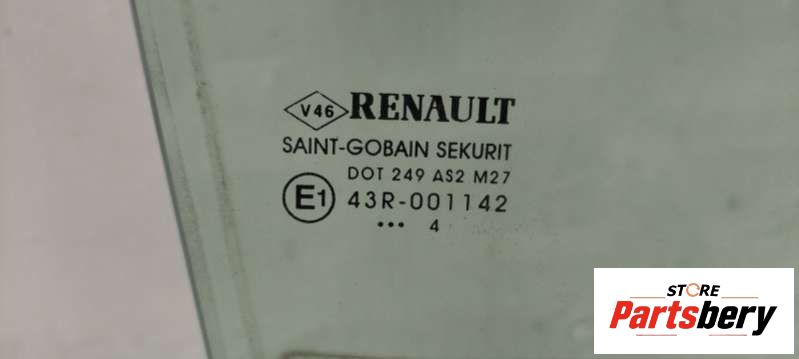 V46 RENAULT
SAINT-GOBAIN SEKURIT
DOT 249 AS2 M27
E1 43R-001142
••• 4
STORE
Partsbery